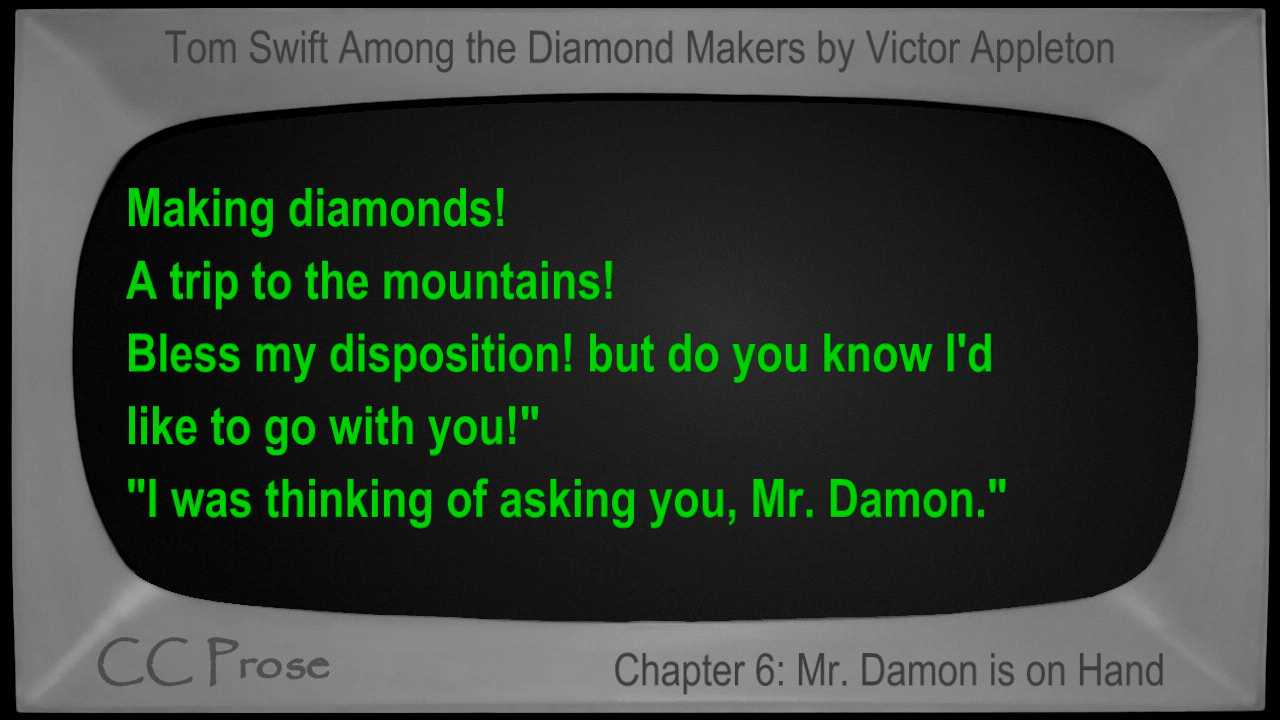 Tom Swift Among the Diamond Makers by Victor Appleton
Making diamonds!
A trip to the mountains!
Bless my disposition! but do you know I'd
like to go with you!"
"I was thinking of asking you, Mr. Damon."
CC Prose
Chapter 6: Mr. Damon is on Hand